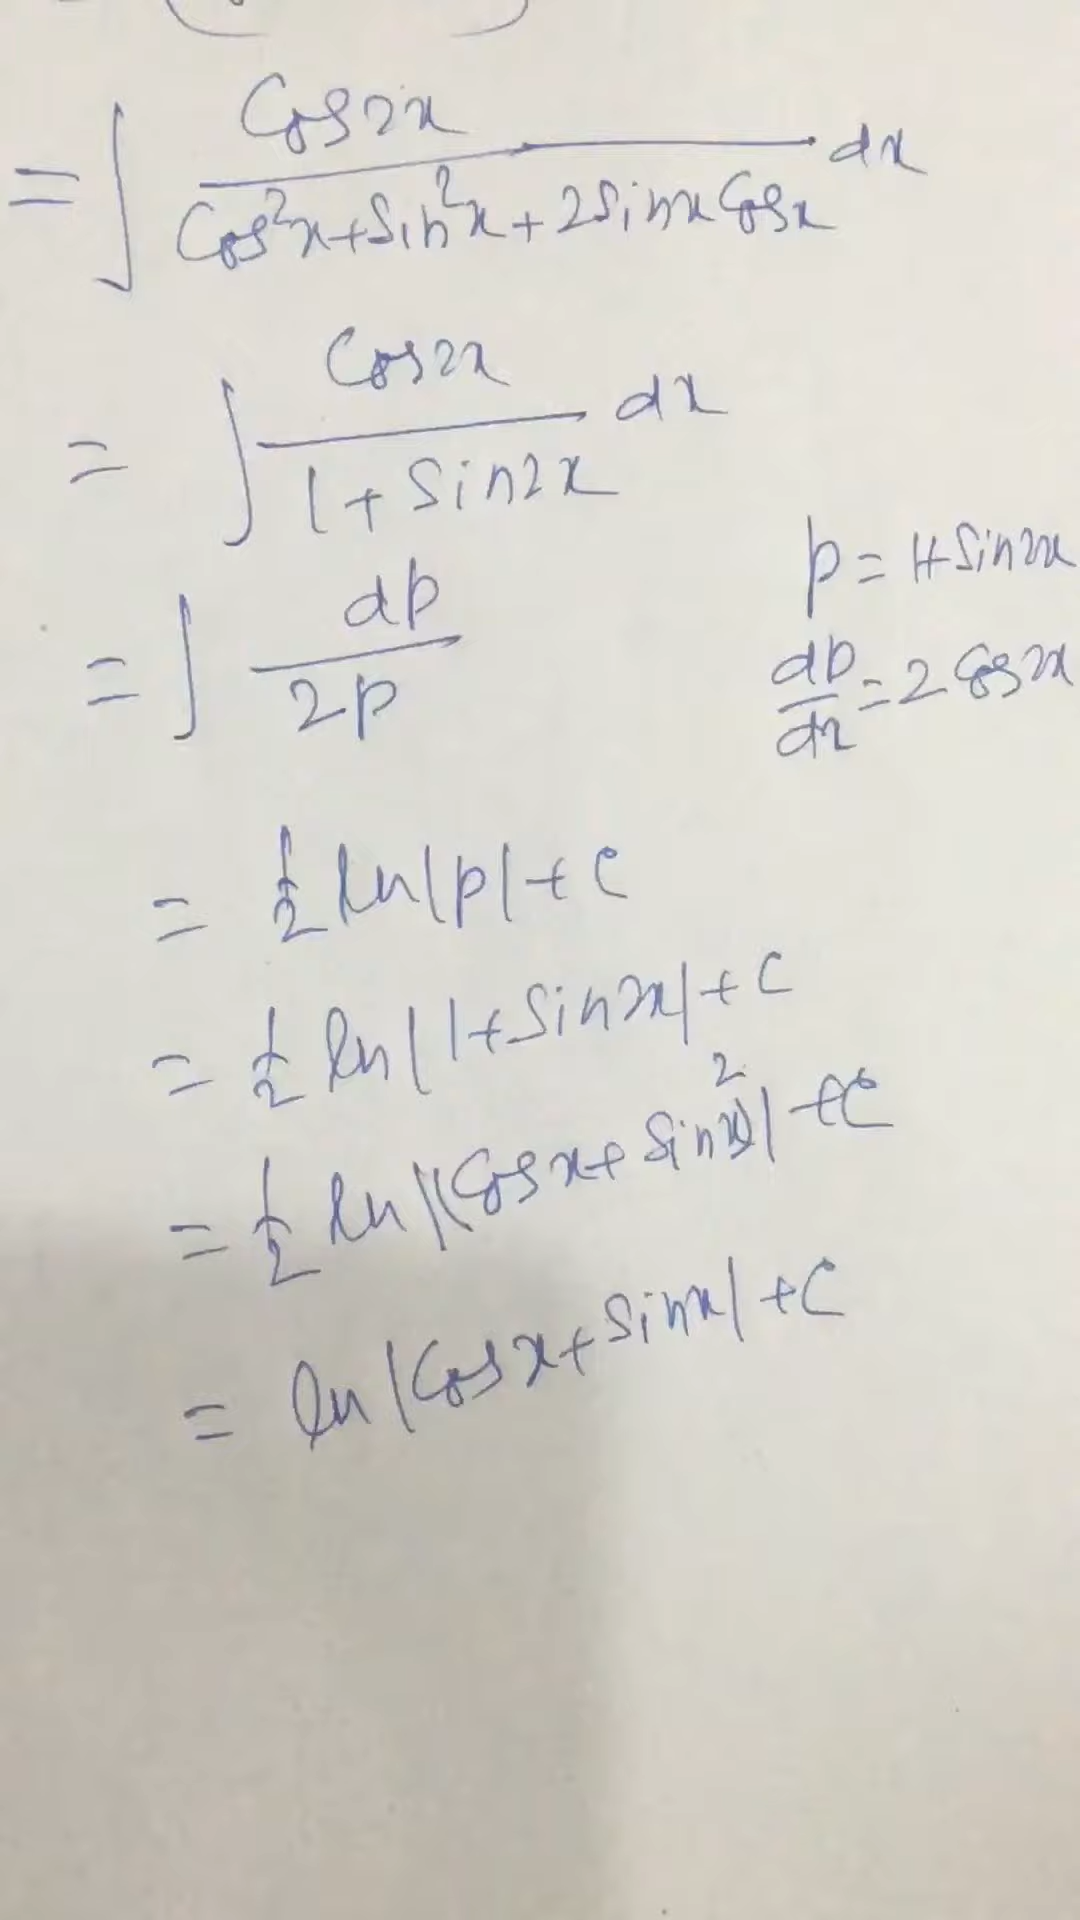 = ∫ Cos2x / (Cos²x + Sin²x + 2Sinx Cosx) dx
= ∫ Cos2x / (1 + Sin2x) dx
p = 1+Sin2x
= ∫ dp / 2p
dp/dx = 2 Cos2x
= 1/2 ln|p| + c
= 1/2 ln|1+Sin2x| + c
= 1/2 ln|(Cosx + Sinx)²| + c
= ln|Cosx + Sinx| + c